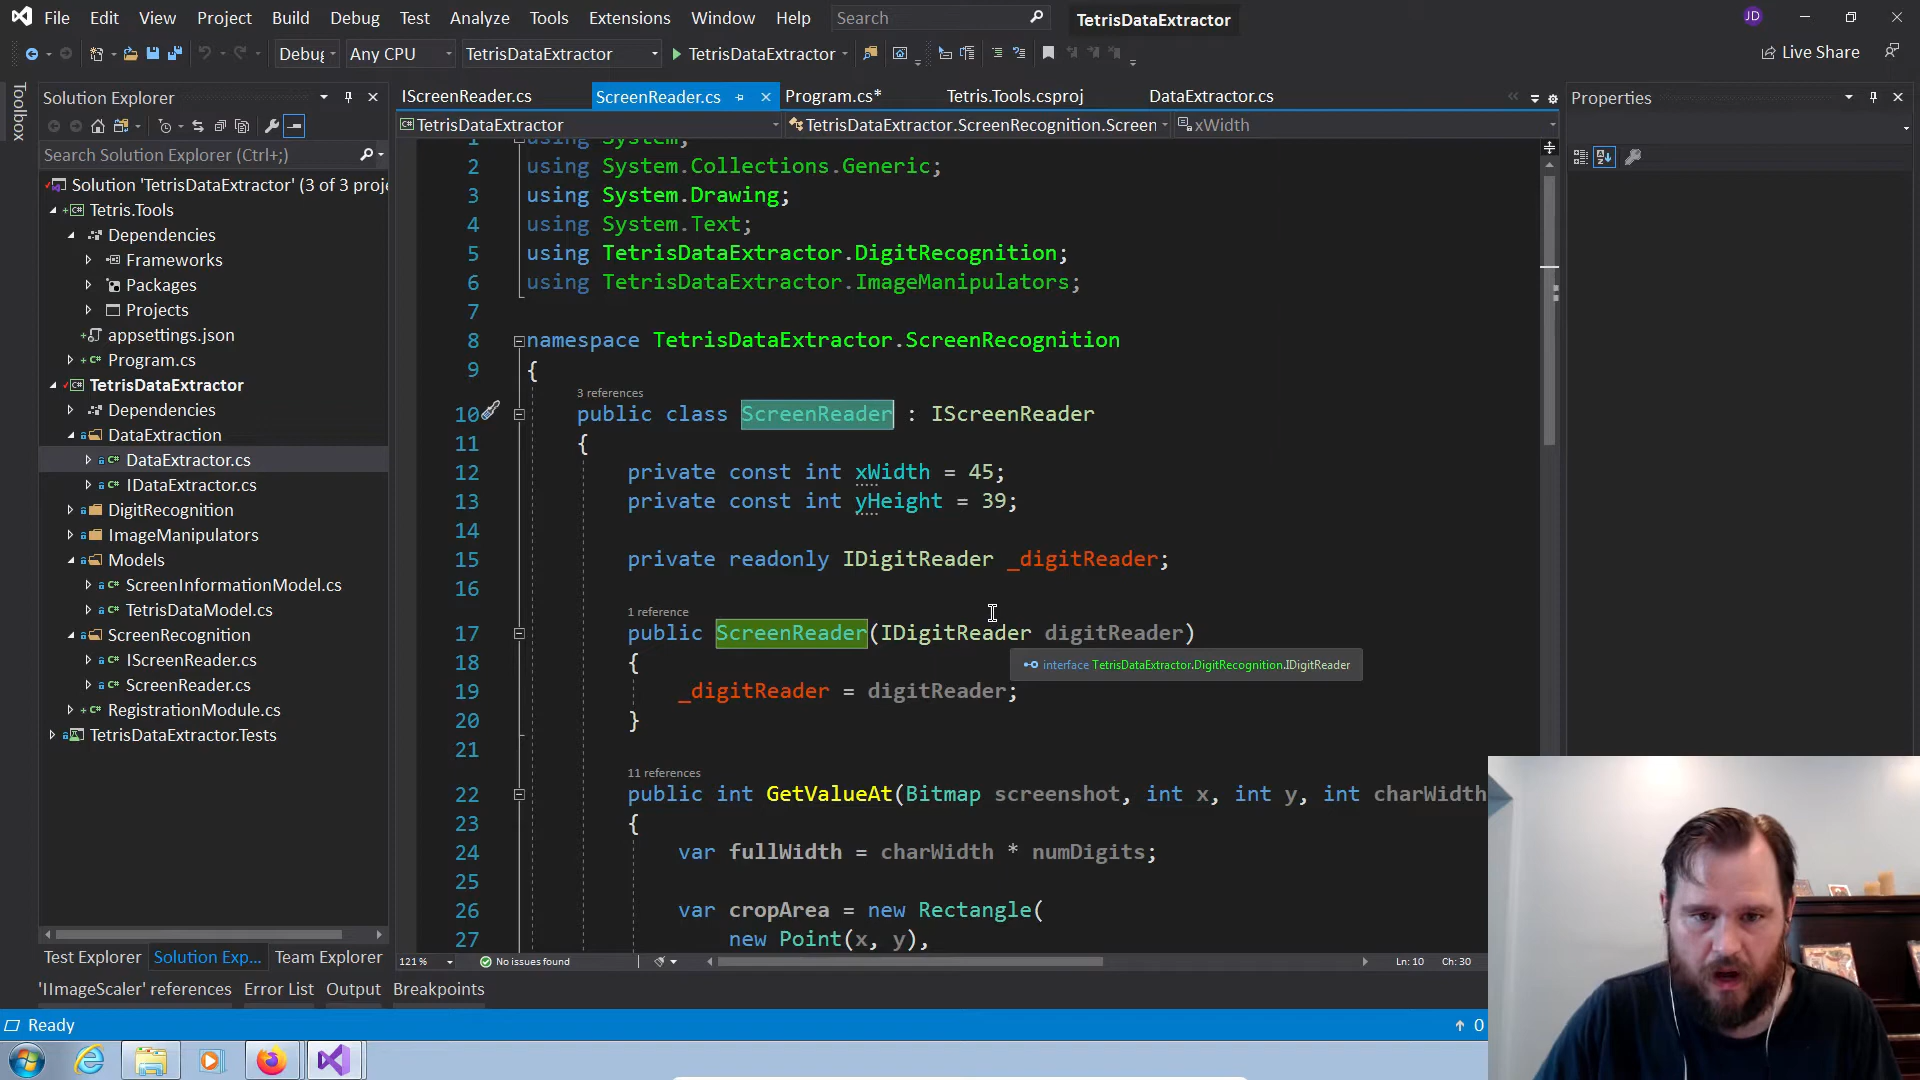 File Edit View Project Build Debug Test Analyze Tools Extensions Window Help Search TetrisDataExtractor JD
Debug Any CPU TetrisDataExtractor TetrisDataExtractor Live Share
Toolbox
Solution Explorer
Search Solution Explorer (Ctrl+;)
Solution 'TetrisDataExtractor' (3 of 3 proje
Tetris.Tools
Dependencies
Frameworks
Packages
Projects
appsettings.json
Program.cs
TetrisDataExtractor
Dependencies
DataExtraction
DataExtractor.cs
IDataExtractor.cs
DigitRecognition
ImageManipulators
Models
ScreenInformationModel.cs
TetrisDataModel.cs
ScreenRecognition
IScreenReader.cs
ScreenReader.cs
RegistrationModule.cs
TetrisDataExtractor.Tests
Test Explorer Solution Exp... Team Explorer
IScreenReader.cs ScreenReader.cs Program.cs* Tetris.Tools.csproj DataExtractor.cs
TetrisDataExtractor TetrisDataExtractor.ScreenRecognition.Screen xWidth
1 using System;
2 using System.Collections.Generic;
3 using System.Drawing;
4 using System.Text;
5 using TetrisDataExtractor.DigitRecognition;
6 using TetrisDataExtractor.ImageManipulators;
7
8 namespace TetrisDataExtractor.ScreenRecognition
9 {
3 references
10 public class ScreenReader : IScreenReader
11 {
12 private const int xWidth = 45;
13 private const int yHeight = 39;
14
15 private readonly IDigitReader _digitReader;
16
1 reference
17 public ScreenReader(IDigitReader digitReader)
18 {
interface TetrisDataExtractor.DigitRecognition.IDigitReader
19 _digitReader = digitReader;
20 }
21
11 references
22 public int GetValueAt(Bitmap screenshot, int x, int y, int charWidth
23 {
24 var fullWidth = charWidth * numDigits;
25
26 var cropArea = new Rectangle(
27 new Point(x, y),
121 % No issues found Ln: 10 Ch: 30
Properties
'IImageScaler' references Error List Output Breakpoints
Ready 0